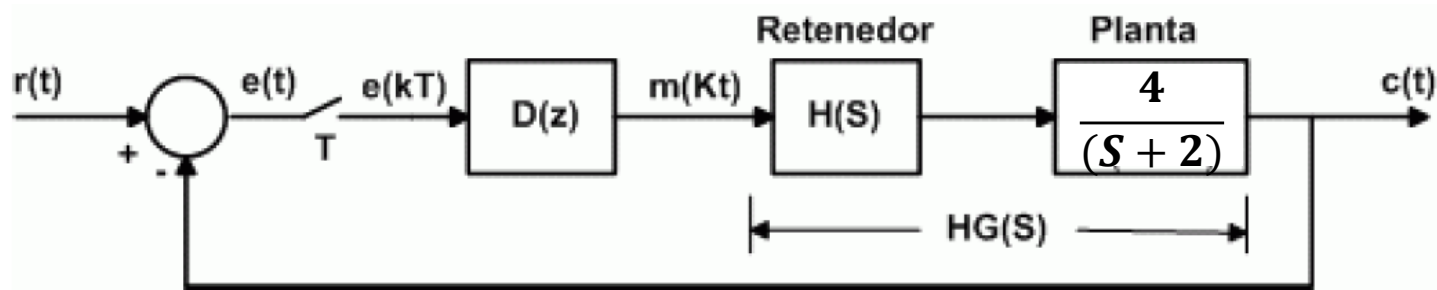 Retenedor
Planta
r(t)
e(t)
e(kT)
D(z)
m(Kt)
H(S)
4
(S + 2)
c(t)
+
-
T
HG(S)